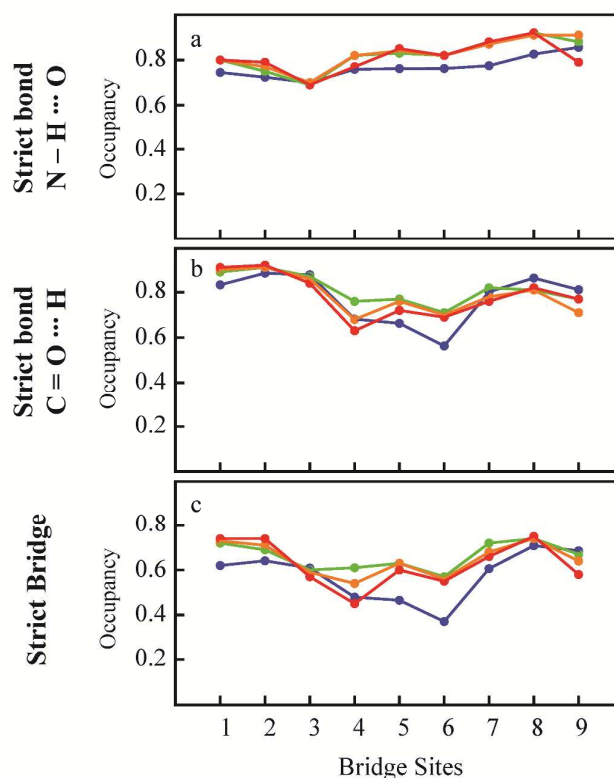 Strict bond
N – H ··· O
Occupancy
a
0.8
0.6
0.4
0.2
Strict bond
C = O ··· H
Occupancy
b
0.8
0.6
0.4
0.2
Strict Bridge
Occupancy
c
0.8
0.6
0.4
0.2
1 2 3 4 5 6 7 8 9
Bridge Sites